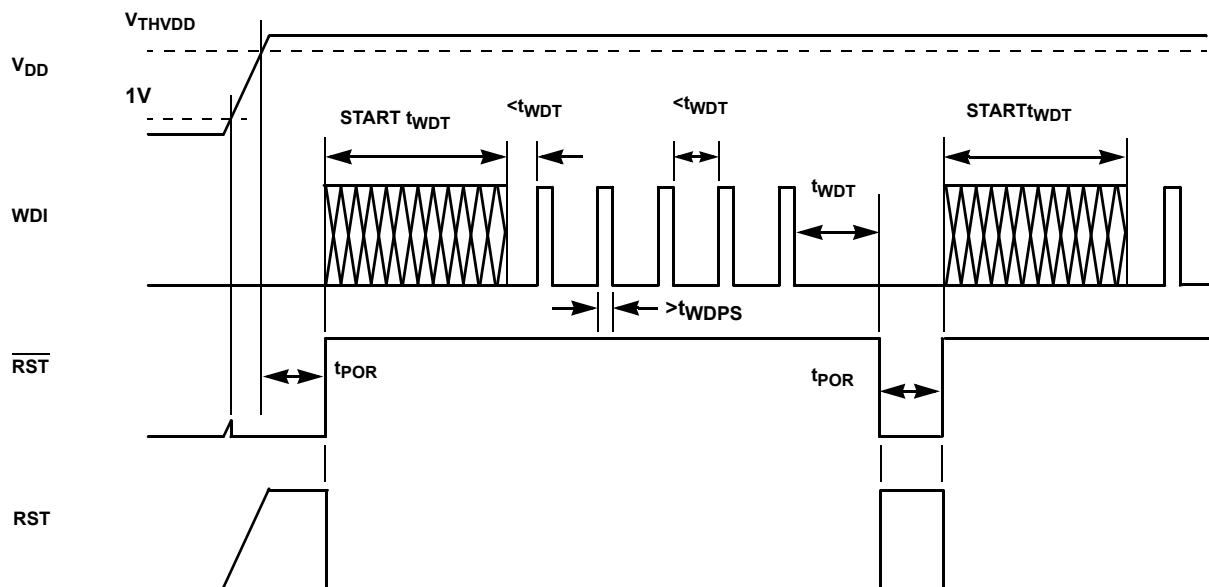 VTHVDD
VDD
1V
START tWDT
<tWDT
<tWDT
STARTtWDT
tWDT
WDI
>tWDPS
RST
tPOR
tPOR
RST